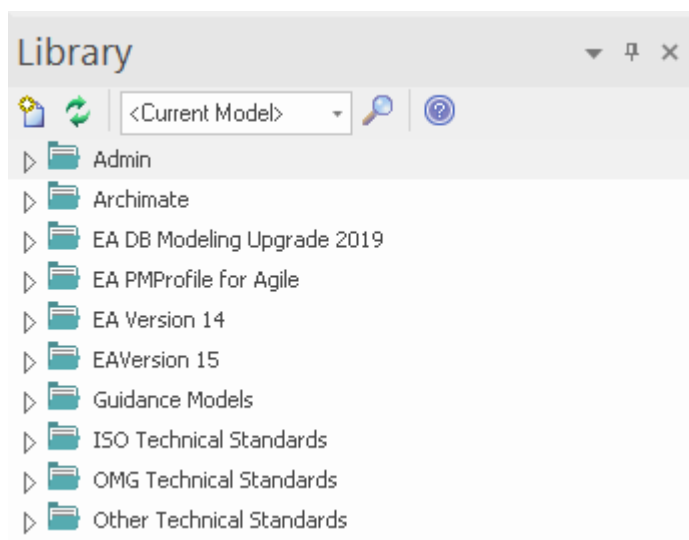 Library
<Current Model>
Admin
Archimate
EA DB Modeling Upgrade 2019
EA PMProfile for Agile
EA Version 14
EAVersion 15
Guidance Models
ISO Technical Standards
OMG Technical Standards
Other Technical Standards